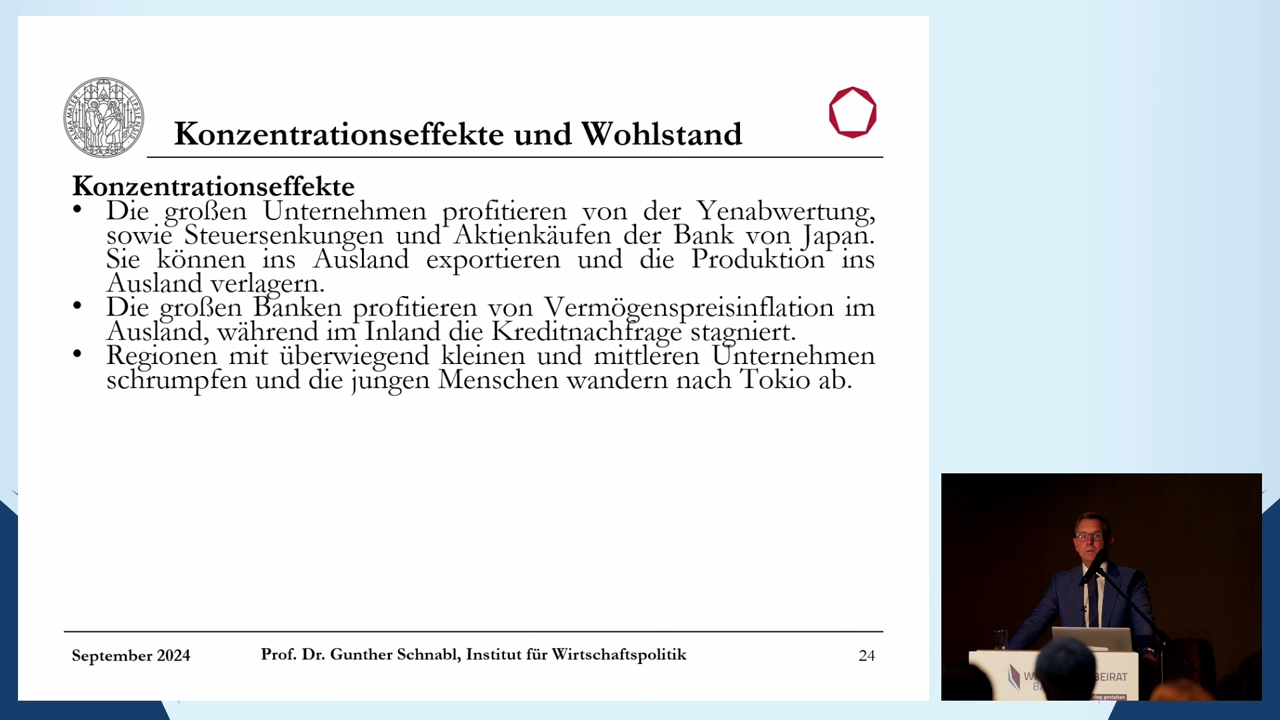 Konzentrationseffekte und Wohlstand
Konzentrationseffekte
• Die großen Unternehmen profitieren von der Yenabwertung,
sowie Steuersenkungen und Aktienkäufen der Bank von Japan.
Sie können ins Ausland exportieren und die Produktion ins
Ausland verlagern.
• Die großen Banken profitieren von Vermögenspreisinflation im
Ausland, während im Inland die Kreditnachfrage stagniert.
• Regionen mit überwiegend kleinen und mittleren Unternehmen
schrumpfen und die jungen Menschen wandern nach Tokio ab.
September 2024
Prof. Dr. Gunther Schnabl, Institut für Wirtschaftspolitik
24
BEIRAT